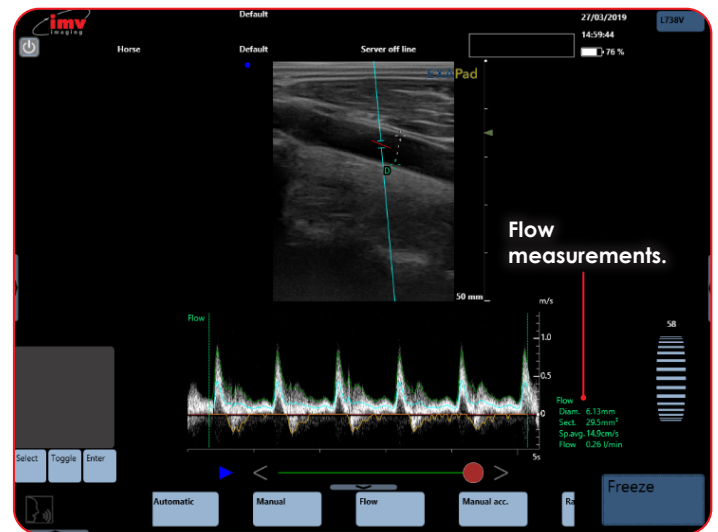 imv
imaging
Default
27/03/2019
L738V
14:59:44
Horse
Default
Server off line
76 %
Pad
D
Flow
measurements.
50 mm
m/s
Flow
58
1.0
0.5
0
Flow
Diam. 6.13mm
Sect. 29.5mm²
Sp.avg. 14.9cm/s
Flow 0.26 l/min
5s
Select Toggle Enter
Automatic Manual Flow Manual acc. Ra
Freeze